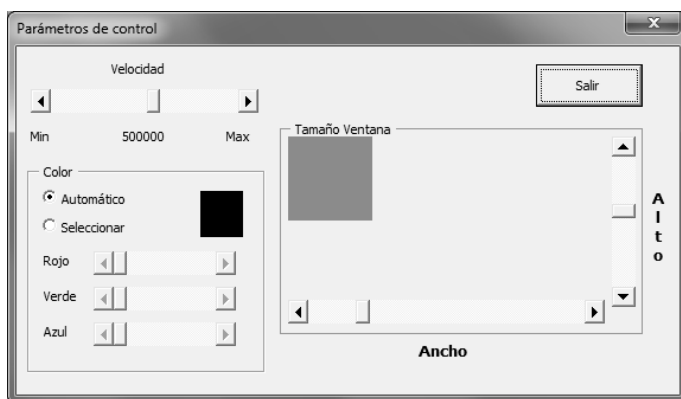 Parámetros de control
x
Velocidad
Salir
Min 500000 Max
Tamaño Ventana
Color
Automático
Seleccionar
Rojo
Verde
Azul
A
l
t
o
Ancho